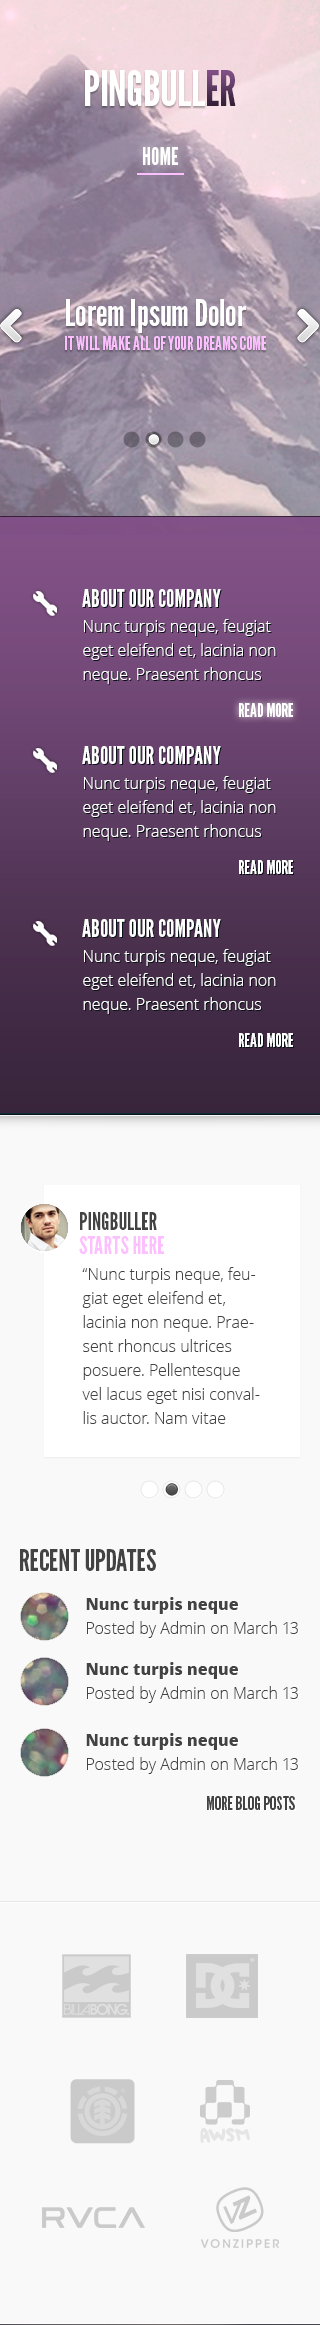 PINGBULLER
HOME
Lorem Ipsum Dolor
IT WILL MAKE ALL OF YOUR DREAMS COME
ABOUT OUR COMPANY
Nunc turpis neque, feugiat
eget eleifend et, lacinia non
neque. Praesent rhoncus
READ MORE
ABOUT OUR COMPANY
Nunc turpis neque, feugiat
eget eleifend et, lacinia non
neque. Praesent rhoncus
READ MORE
ABOUT OUR COMPANY
Nunc turpis neque, feugiat
eget eleifend et, lacinia non
neque. Praesent rhoncus
READ MORE
PINGBULLER
STARTS HERE
“Nunc turpis neque, feu-
giat eget eleifend et,
lacinia non neque. Prae-
sent rhoncus ultrices
posuere. Pellentesque
vel lacus eget nisi conval-
lis auctor. Nam vitae
RECENT UPDATES
Nunc turpis neque
Posted by Admin on March 13
Nunc turpis neque
Posted by Admin on March 13
Nunc turpis neque
Posted by Admin on March 13
MORE BLOG POSTS
BILLABONG
DC
AWSM
RVCA
VZ
VONZIPPER